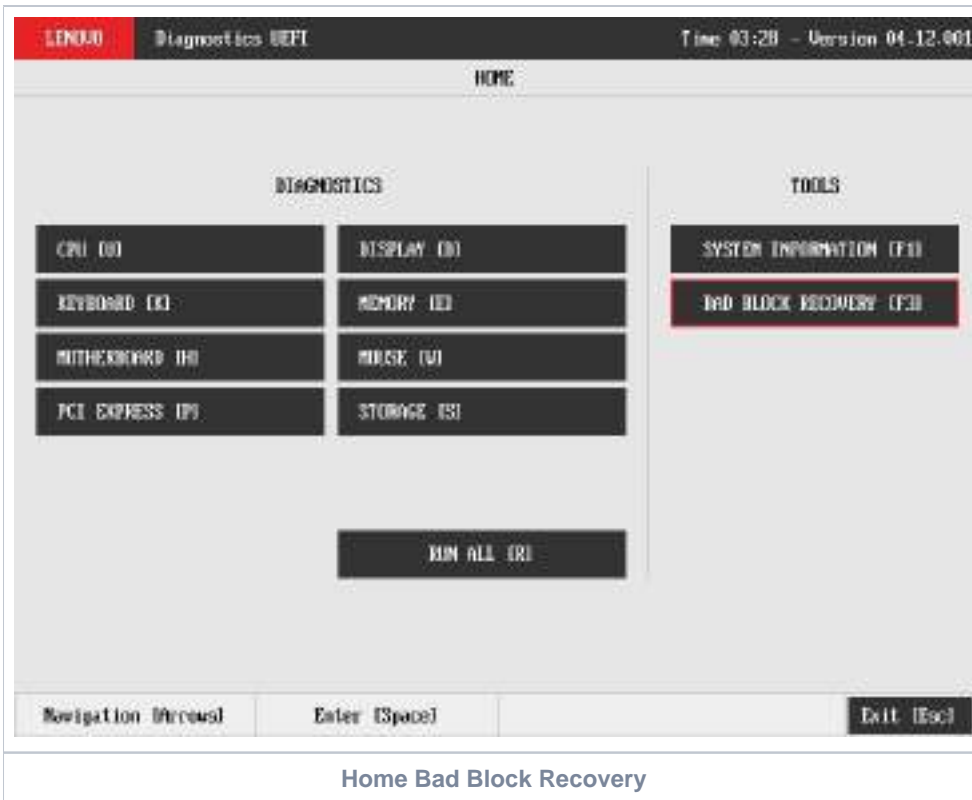 LENOVO Diagnostics UEFI Time 03:28 - Version 04.12.001
HOME
DIAGNOSTICS TOOLS
CPU [U] DISPLAY [D] SYSTEM INFORMATION [F1]
KEYBOARD [K] MEMORY [E] BAD BLOCK RECOVERY [F3]
MOTHERBOARD [H] MOUSE [W]
PCI EXPRESS [P] STORAGE [S]
RUN ALL [R]
Navigation [Arrows] Enter [Space] Exit [Esc]
Home Bad Block Recovery